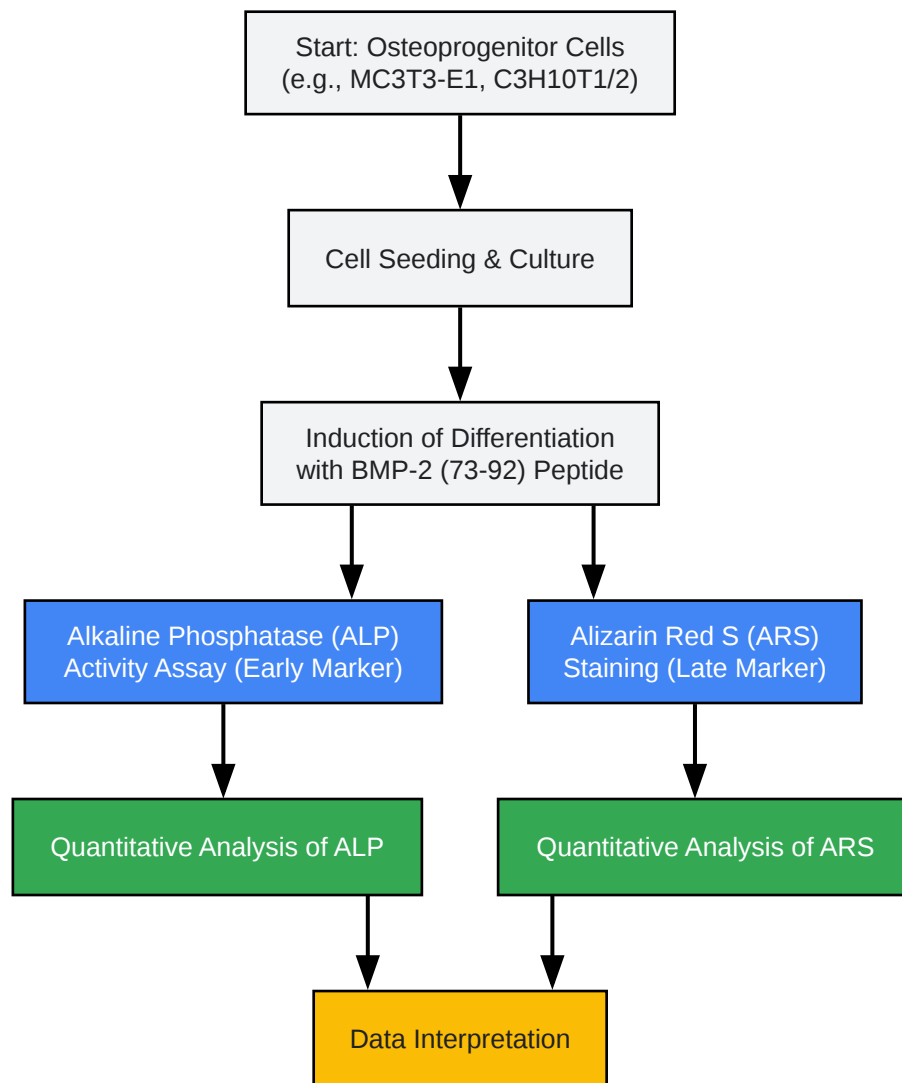 Start: Osteoprogenitor Cells
(e.g., MC3T3-E1, C3H10T1/2)
Cell Seeding & Culture
Induction of Differentiation
with BMP-2 (73-92) Peptide
Alkaline Phosphatase (ALP)
Activity Assay (Early Marker)
Alizarin Red S (ARS)
Staining (Late Marker)
Quantitative Analysis of ALP
Quantitative Analysis of ARS
Data Interpretation